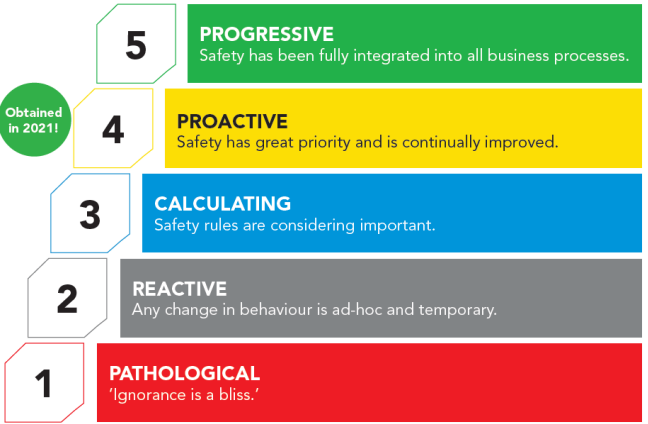 5
PROGRESSIVE
Safety has been fully integrated into all business processes.
Obtained
in 2021!
4
PROACTIVE
Safety has great priority and is continually improved.
3
CALCULATING
Safety rules are considering important.
2
REACTIVE
Any change in behaviour is ad-hoc and temporary.
1
PATHOLOGICAL
‘Ignorance is a bliss.’